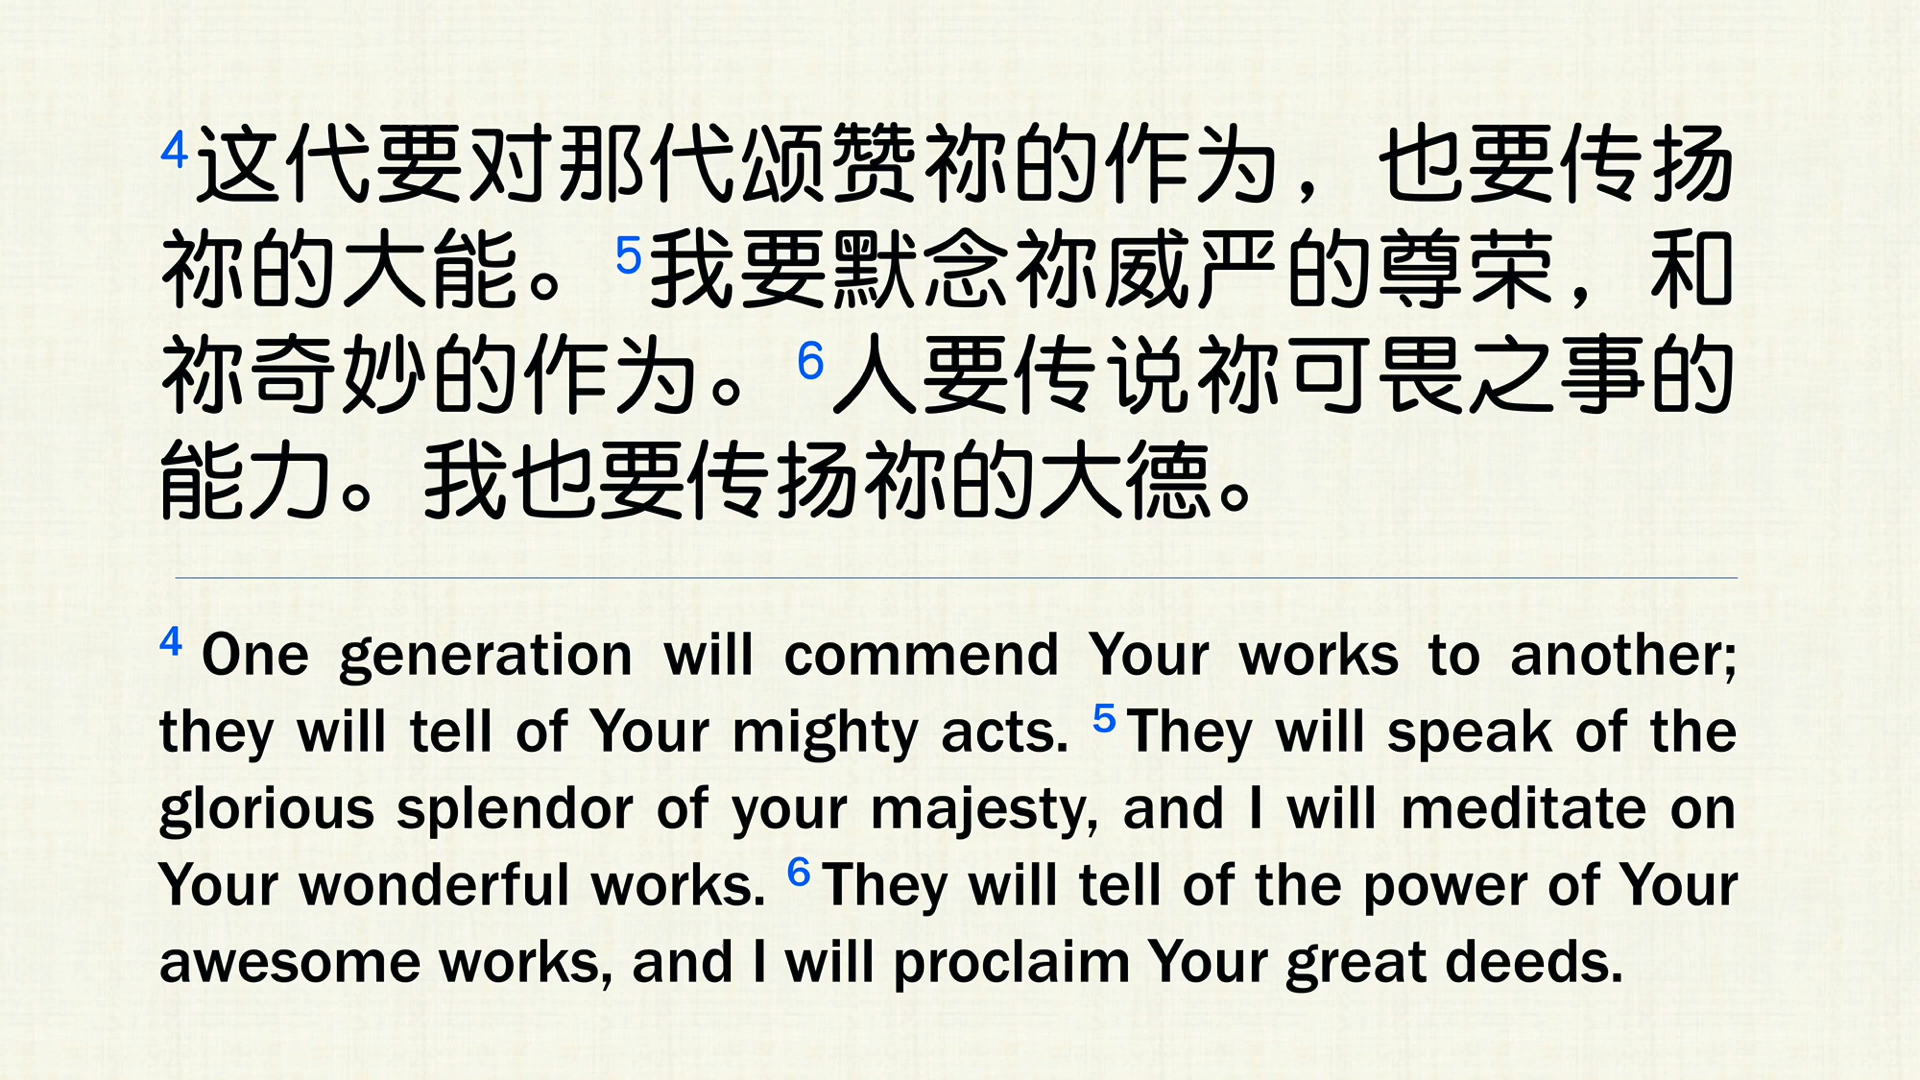 4这代要对那代颂赞祢的作为，也要传扬
祢的大能。5我要默念祢威严的尊荣，和
祢奇妙的作为。6人要传说祢可畏之事的
能力。我也要传扬祢的大德。
4 One generation will commend Your works to another;
they will tell of Your mighty acts. 5 They will speak of the
glorious splendor of your majesty, and I will meditate on
Your wonderful works. 6 They will tell of the power of Your
awesome works, and I will proclaim Your great deeds.